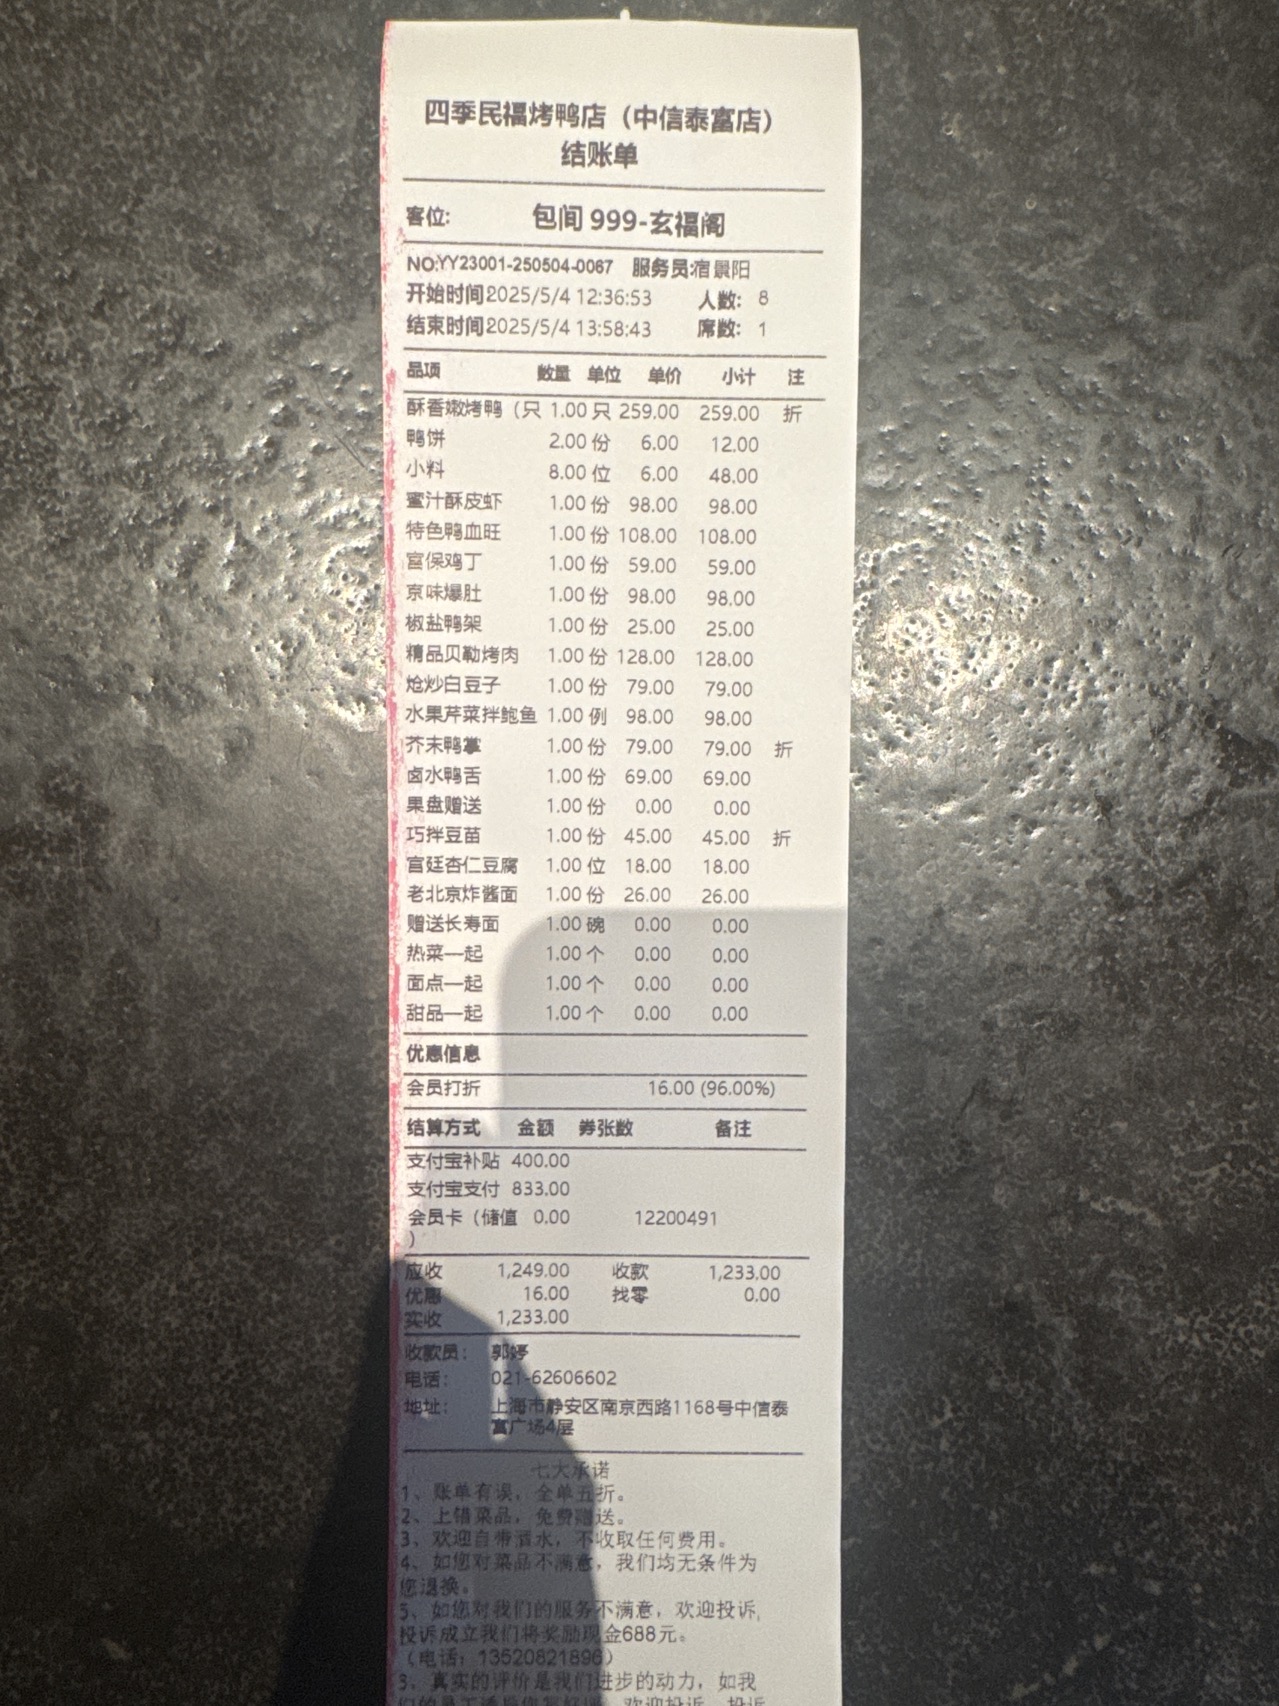 四季民福烤鸭店（中信泰富店）
结账单
客位: 包间 999-玄福阁
NO:YY23001-250504-0067 服务员:宿景阳
开始时间2025/5/4 12:36:53 人数: 8
结束时间2025/5/4 13:58:43 席数: 1
品项 数量 单位 单价 小计 注
酥香嫩烤鸭（只 1.00 只 259.00 259.00 折
鸭饼 2.00 份 6.00 12.00
小料 8.00 位 6.00 48.00
蜜汁酥皮虾 1.00 份 98.00 98.00
特色鸭血旺 1.00 份 108.00 108.00
宫保鸡丁 1.00 份 59.00 59.00
京味爆肚 1.00 份 98.00 98.00
椒盐鸭架 1.00 份 25.00 25.00
精品贝勒烤肉 1.00 份 128.00 128.00
炝炒白豆子 1.00 份 79.00 79.00
水果芹菜拌鲍鱼 1.00 例 98.00 98.00
芥末鸭掌 1.00 份 79.00 79.00 折
卤水鸭舌 1.00 份 69.00 69.00
果盘赠送 1.00 份 0.00 0.00
巧拌豆苗 1.00 份 45.00 45.00 折
宫廷杏仁豆腐 1.00 位 18.00 18.00
老北京炸酱面 1.00 份 26.00 26.00
赠送长寿面 1.00 碗 0.00 0.00
热菜—起 1.00 个 0.00 0.00
面点—起 1.00 个 0.00 0.00
甜品—起 1.00 个 0.00 0.00
优惠信息
会员打折 16.00 (96.00%)
结算方式 金额 券张数 备注
支付宝补贴 400.00
支付宝支付 833.00
会员卡（储值 0.00 12200491
）
应收 1,249.00 收款 1,233.00
优惠 16.00 找零 0.00
实收 1,233.00
收款员: 郭婷
电话: 021-62606602
地址: 上海市静安区南京西路1168号中信泰
富广场4层
七大承诺
1、账单有误，全单五折。
2、上错菜品，免费赠送。
3、欢迎自带酒水，不收取任何费用。
4、如您对菜品不满意，我们均无条件为
您退换。
5、如您对我们的服务不满意，欢迎投诉,
投诉成立我们将奖励现金688元。
（电话：13520821896）
6、真实的评价是我们进步的动力，如我
欢迎投诉，投诉